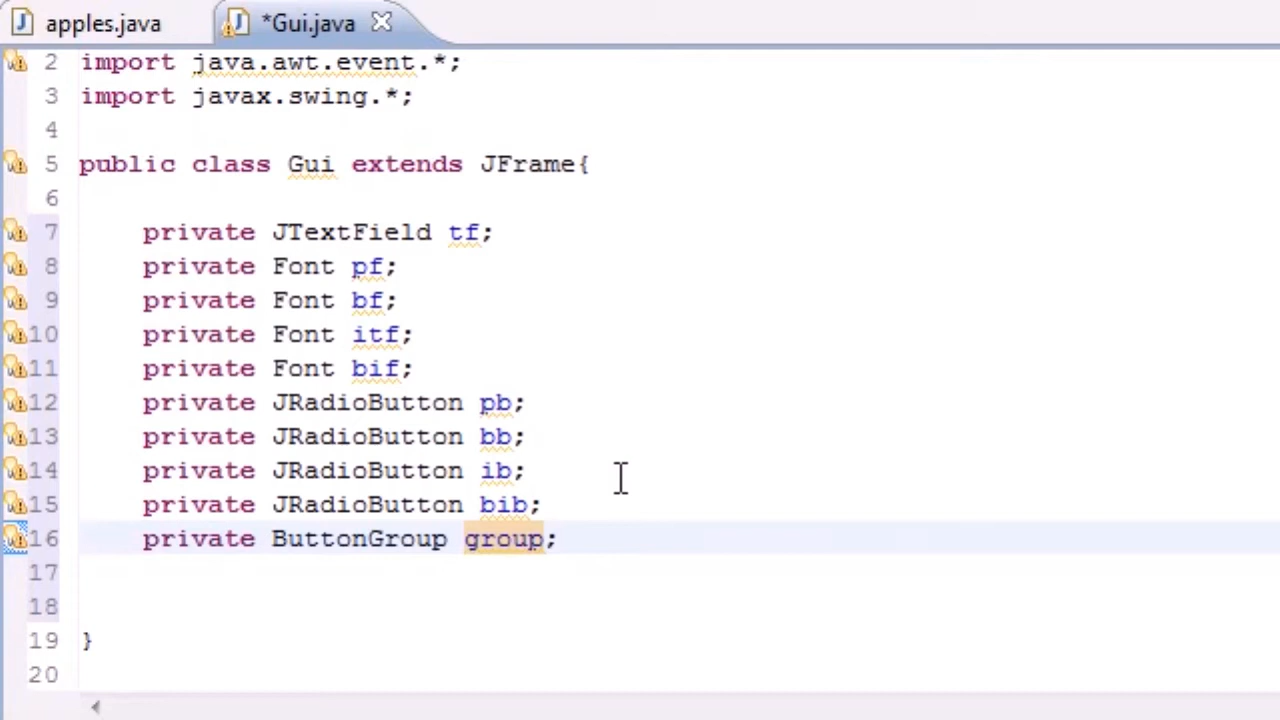 apples.java *Gui.java
2 import java.awt.event.*;
3 import javax.swing.*;
4
5 public class Gui extends JFrame{
6
7 private JTextField tf;
8 private Font pf;
9 private Font bf;
10 private Font itf;
11 private Font bif;
12 private JRadioButton pb;
13 private JRadioButton bb;
14 private JRadioButton ib;
15 private JRadioButton bib;
16 private ButtonGroup group;
17
18
19 }
20